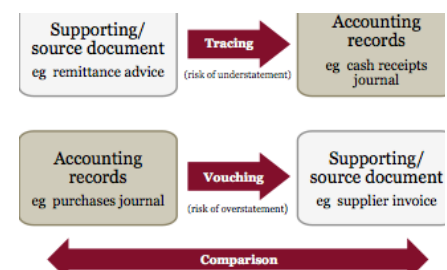 Supporting/
source document
eg remittance advice
Tracing
(risk of understatement)
Accounting
records
eg cash receipts
journal
Accounting
records
eg purchases journal
Vouching
(risk of overstatement)
Supporting/
source document
eg supplier invoice
Comparison